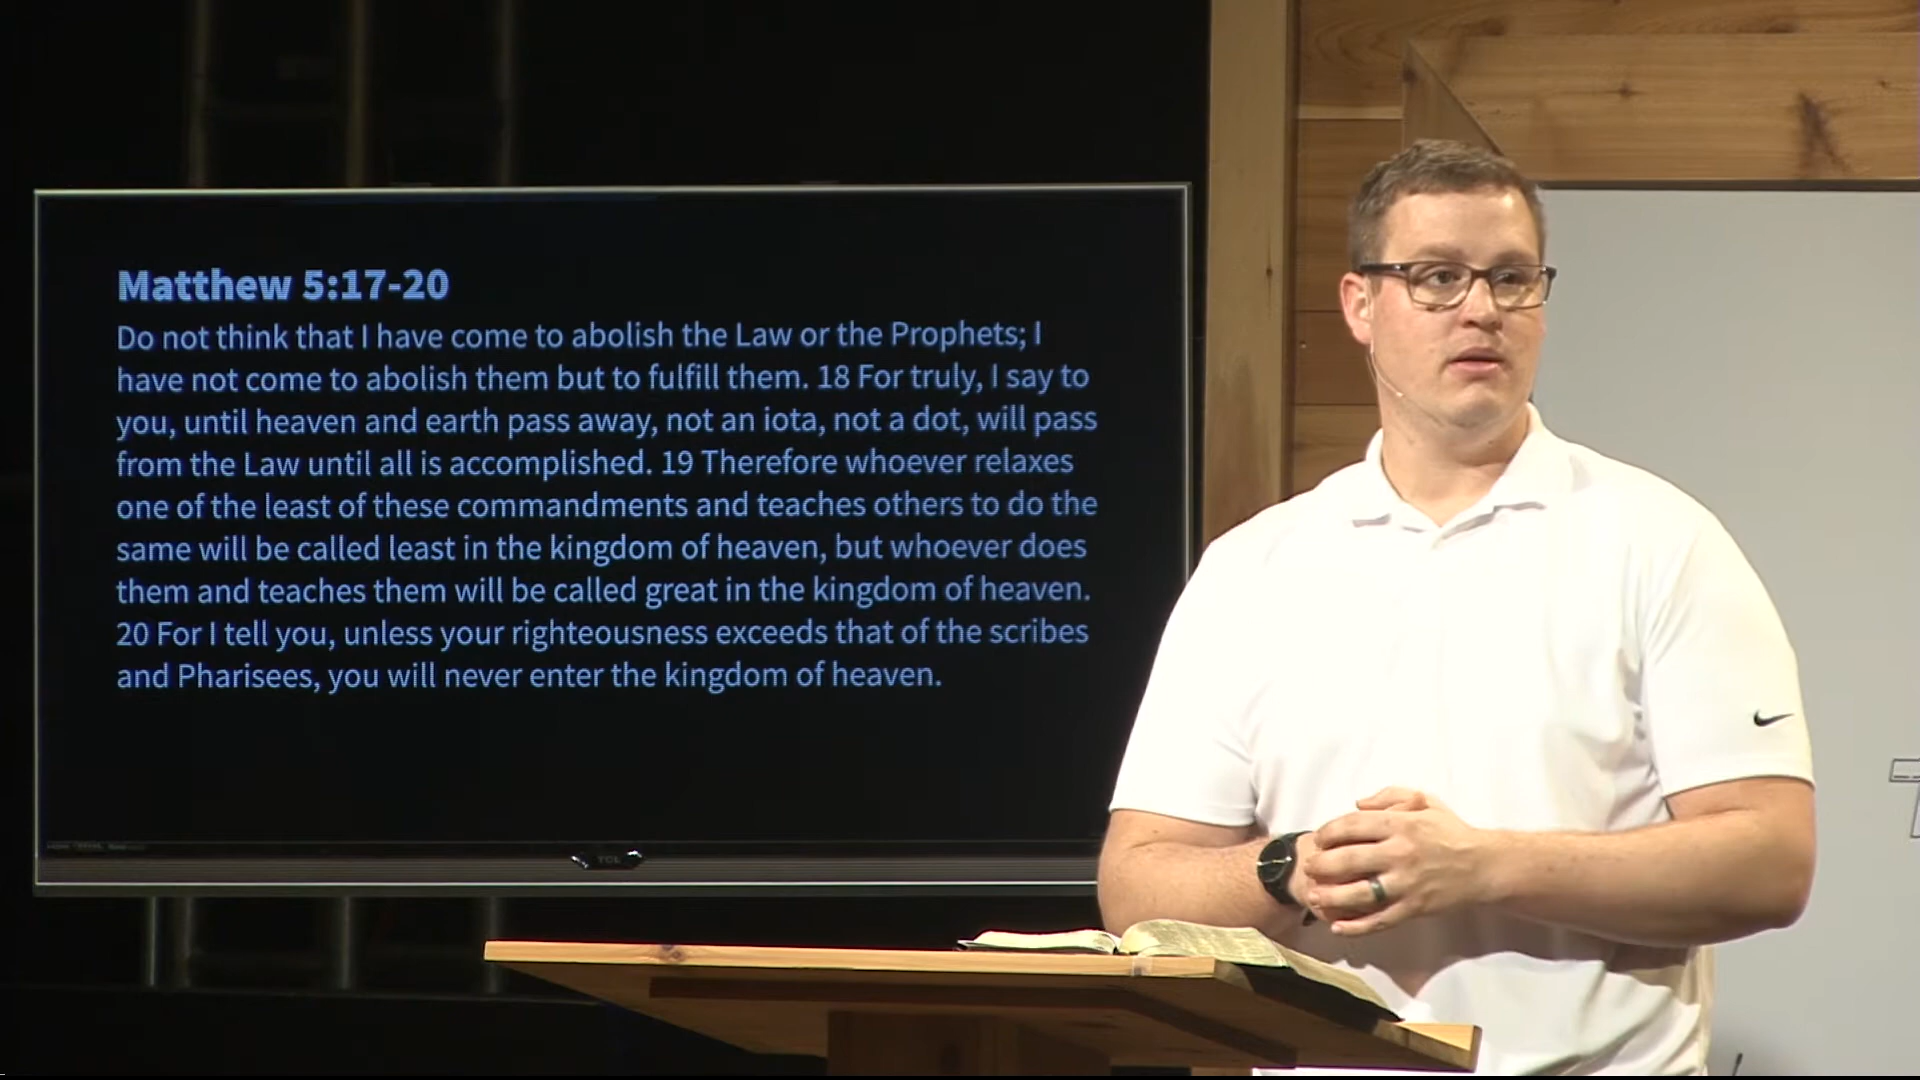 Matthew 5:17-20
Do not think that I have come to abolish the Law or the Prophets; I
have not come to abolish them but to fulfill them. 18 For truly, I say to
you, until heaven and earth pass away, not an iota, not a dot, will pass
from the Law until all is accomplished. 19 Therefore whoever relaxes
one of the least of these commandments and teaches others to do the
same will be called least in the kingdom of heaven, but whoever does
them and teaches them will be called great in the kingdom of heaven.
20 For I tell you, unless your righteousness exceeds that of the scribes
and Pharisees, you will never enter the kingdom of heaven.
TCL